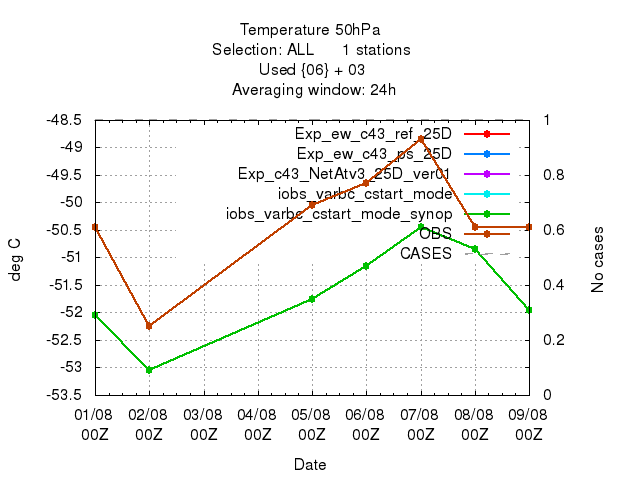 Temperature 50hPa
Selection: ALL 1 stations
Used {06} + 03
Averaging window: 24h
-48.5
-49
-49.5
-50
-50.5
-51
-51.5
-52
-52.5
-53
-53.5
deg C
Exp_ew_c43_ref_25D
Exp_ew_c43_ps_25D
Exp_c43_NetAtv3_25D_ver01
iobs_varbc_cstart_mode
iobs_varbc_cstart_mode_synop
OBS
CASES
1
0.8
0.6
0.4
0.2
0
No cases
01/08 02/08 03/08 04/08 05/08 06/08 07/08 08/08 09/08
00Z 00Z 00Z 00Z 00Z 00Z 00Z 00Z 00Z
Date